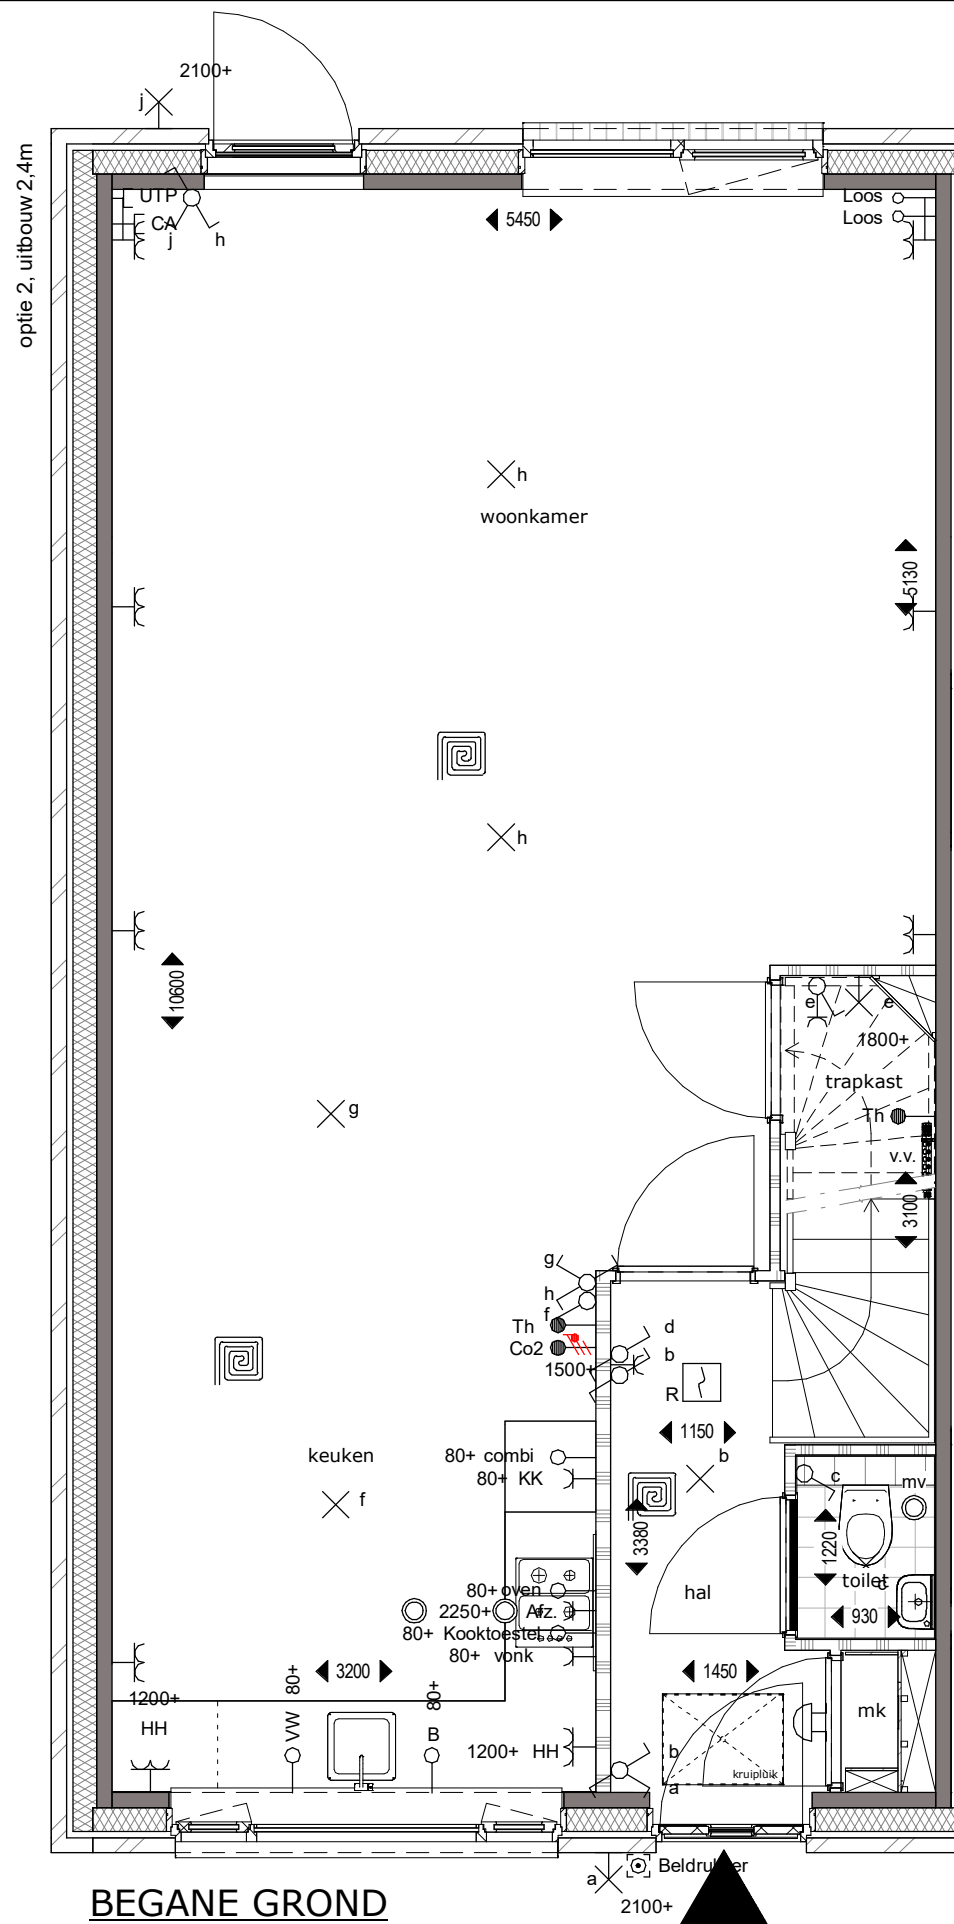 2100+
j
optie 2, uitbouw 2,4m
UTP
CA
j
h
5450
Loos
Loos
h
woonkamer
5130
h
10600
e
e
1800+
trapkast
Th
v.v.
3100
g
g
h
f
Th
Co2
1500+
d
b
R
1150
keuken
80+ combi
80+ KK
f
b
c
mv
3380
1220
toilet
c
930
80+ oven
2250+ Afz.
80+ Kooktoestel
80+ vonk
hal
3200
1450
1200+
HH
VW 80+
B 80+
1200+ HH
mk
kruipluik
b
a
a
Beldrukker
2100+
BEGANE GROND